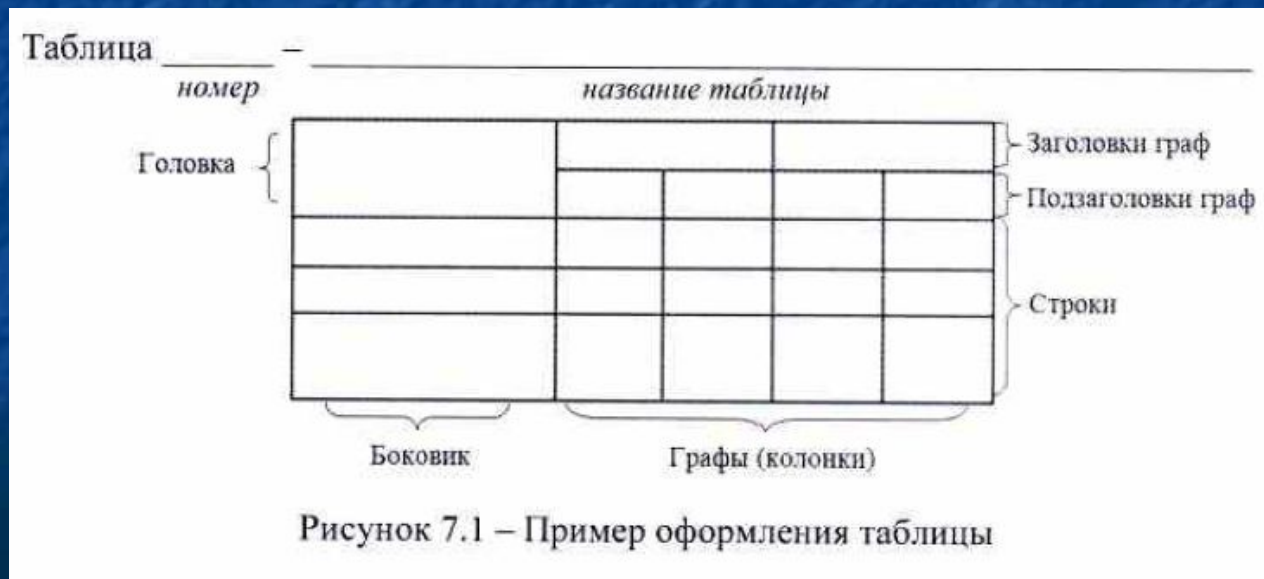 Таблица ______ – ______
номер название таблицы
Головка
Заголовки граф
Подзаголовки граф
Строки
Боковик
Графы (колонки)
Рисунок 7.1 – Пример оформления таблицы